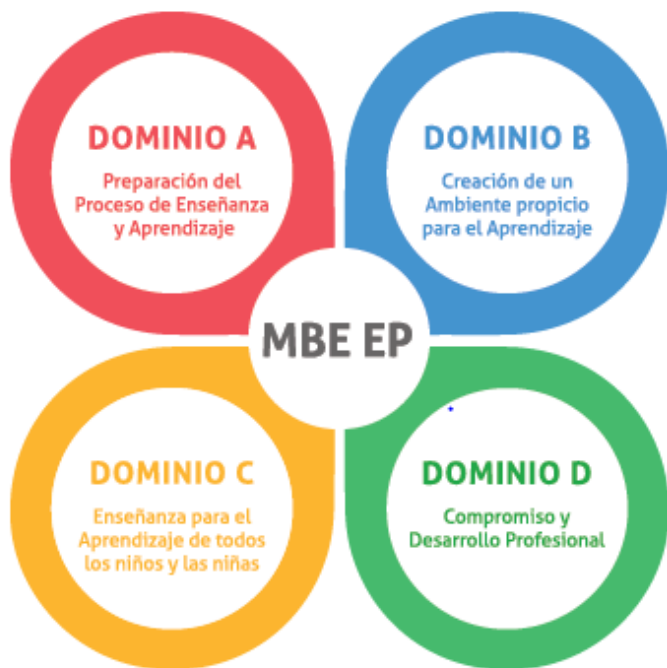 DOMINIO A
Preparación del
Proceso de Enseñanza
y Aprendizaje
DOMINIO B
Creación de un
Ambiente propicio
para el Aprendizaje
MBE EP
DOMINIO C
Enseñanza para el
Aprendizaje de todos
los niños y las niñas
DOMINIO D
Compromiso y
Desarrollo Profesional